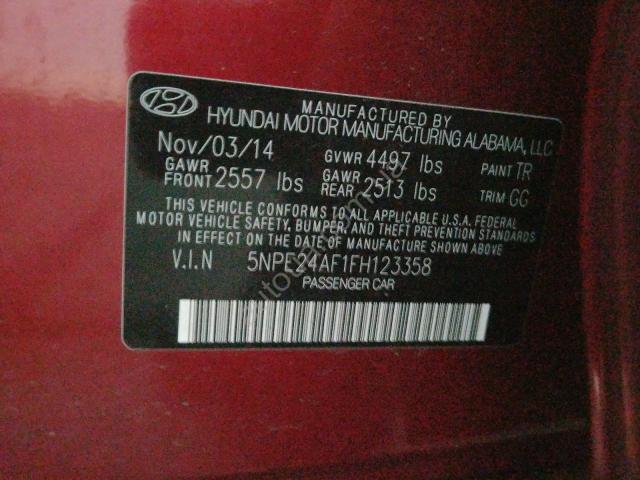 MANUFACTURED BY
HYUNDAI MOTOR MANUFACTURING ALABAMA, LLC
Nov/03/14 GVWR 4497 lbs PAINT TR
GAWR FRONT 2557 lbs GAWR REAR 2513 lbs TRIM GC
THIS VEHICLE CONFORMS TO ALL APPLICABLE U.S.A. FEDERAL
MOTOR VEHICLE SAFETY, BUMPER, AND THEFT PREVENTION STANDARDS
IN EFFECT ON THE DATE OF MANUFACTURE SHOWN ABOVE.
V.I.N 5NPE24AF1FH123358
PASSENGER CAR